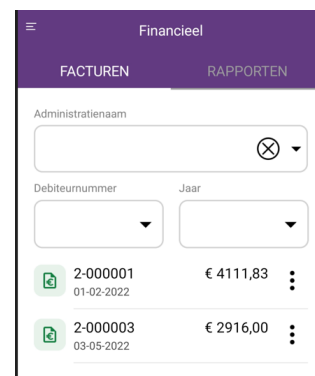 Financieel
FACTUREN RAPPORTEN
Administratienaam
Debiteurnummer Jaar
2-000001 € 4111,83
01-02-2022
2-000003 € 2916,00
03-05-2022